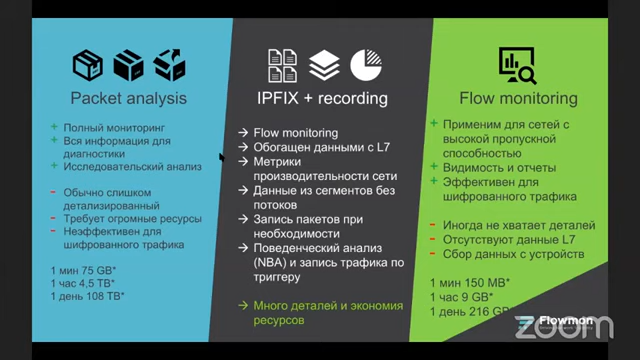 Packet analysis
+ Полный мониторинг
+ Вся информация для
диагностики
+ Исследовательский анализ
- Обычно слишком
детализированный
- Требует огромные ресурсы
- Неэффективен для
шифрованного трафика
1 мин 75 GB*
1 час 4,5 TB*
1 день 108 TB*
IPFIX + recording
→ Flow monitoring
→ Обогащен данными с L7
→ Метрики
производительности сети
→ Данные из сегментов без
потоков
→ Запись пакетов при
необходимости
→ Поведенческий анализ
(NBA) и запись трафика по
триггеру
→ Много деталей и экономия
ресурсов
Flow monitoring
+ Применим для сетей с
высокой пропускной
способностью
+ Видимость и отчеты
+ Эффективен для
шифрованного трафика
- Иногда не хватает деталей
- Отсутствуют данные L7
- Сбор данных с устройств
1 мин 150 MB*
1 час 9 GB*
1 день 216 GB
Flowmon
zoom